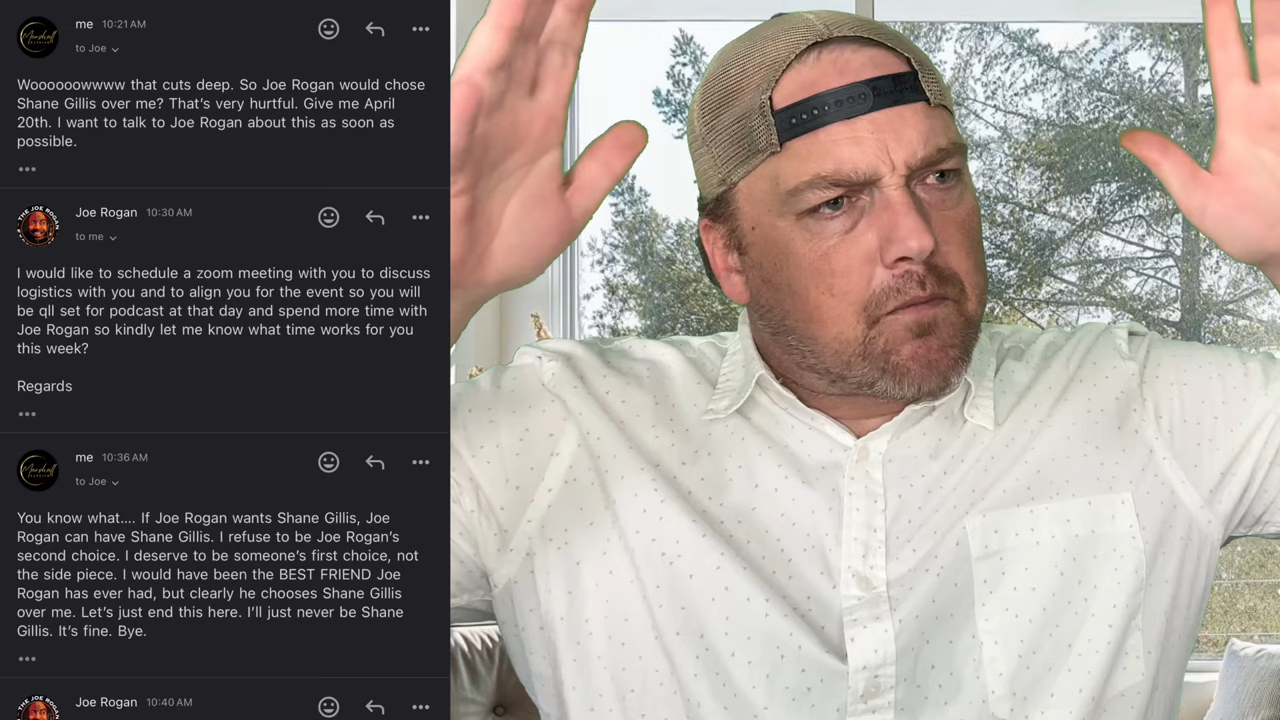 me 10:21 AM
to Joe
Woooooowwww that cuts deep. So Joe Rogan would chose
Shane Gillis over me? That's very hurtful. Give me April
20th. I want to talk to Joe Rogan about this as soon as
possible.
Joe Rogan 10:30 AM
to me
I would like to schedule a zoom meeting with you to discuss
logistics with you and to align you for the event so you will
be qll set for podcast at that day and spend more time with
Joe Rogan so kindly let me know what time works for you
this week?
Regards
me 10:36 AM
to Joe
You know what.... If Joe Rogan wants Shane Gillis, Joe
Rogan can have Shane Gillis. I refuse to be Joe Rogan's
second choice. I deserve to be someone's first choice, not
the side piece. I would have been the BEST FRIEND Joe
Rogan has ever had, but clearly he chooses Shane Gillis
over me. Let's just end this here. I'll just never be Shane
Gillis. It's fine. Bye.
Joe Rogan 10:40 AM